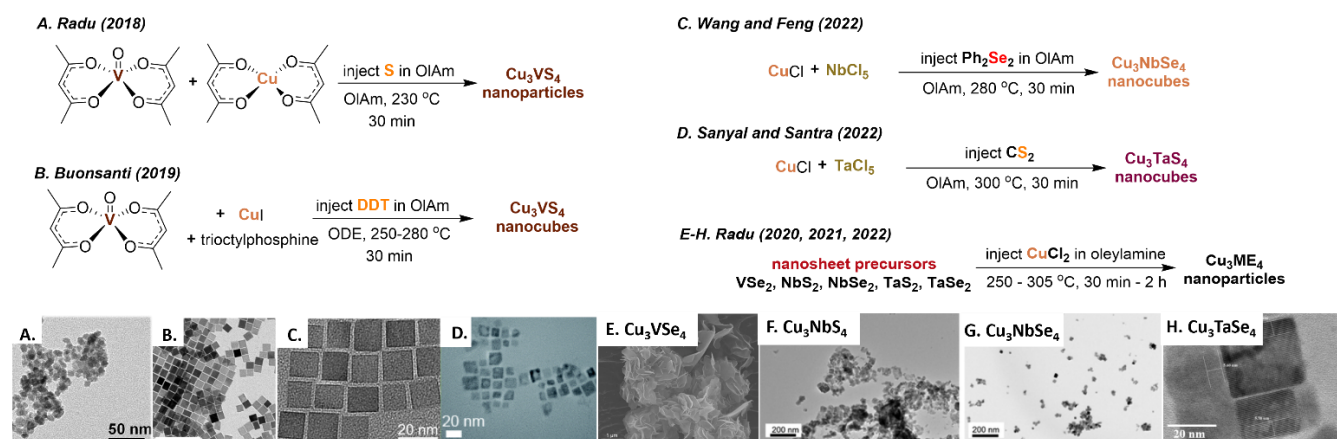 A. Radu (2018)
O
O
V
O
O
O
+
O
Cu
O
O
O
inject S in OlAm
OlAm, 230 °C
30 min
Cu₃VS₄
nanoparticles
B. Buonsanti (2019)
O
O
V
O
O
O
+ CuI
+ trioctylphosphine
inject DDT in OlAm
ODE, 250-280 °C
30 min
Cu₃VS₄
nanocubes
C. Wang and Feng (2022)
CuCl + NbCl₅
inject Ph₂Se₂ in OlAm
OlAm, 280 °C, 30 min
Cu₃NbSe₄
nanocubes
D. Sanyal and Santra (2022)
CuCl + TaCl₅
inject CS₂
OlAm, 300 °C, 30 min
Cu₃TaS₄
nanocubes
E-H. Radu (2020, 2021, 2022)
nanosheet precursors
VSe₂, NbS₂, NbSe₂, TaS₂, TaSe₂
inject CuCl₂ in oleylamine
250 - 305 °C, 30 min - 2 h
Cu₃ME₄
nanoparticles
A.
50 nm
B.
C.
20 nm
D.
20 nm
E. Cu₃VSe₄
F. Cu₃NbS₄
200 nm
G. Cu₃NbSe₄
200 nm
H. Cu₃TaSe₄
20 nm